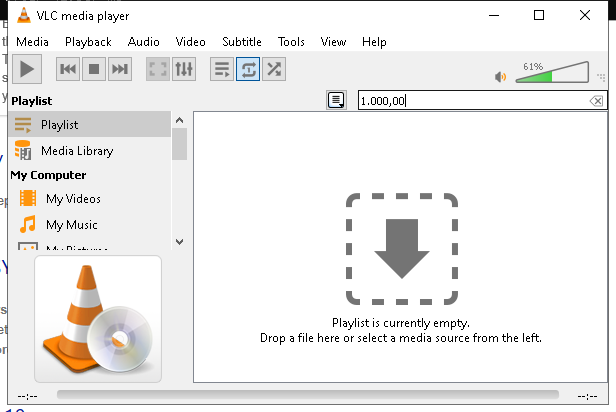 VLC media player
Media Playback Audio Video Subtitle Tools View Help
61%
Playlist
1.000,00
Playlist
Media Library
My Computer
My Videos
My Music
My Pictures
Playlist is currently empty.
Drop a file here or select a media source from the left.
--:-- --:--